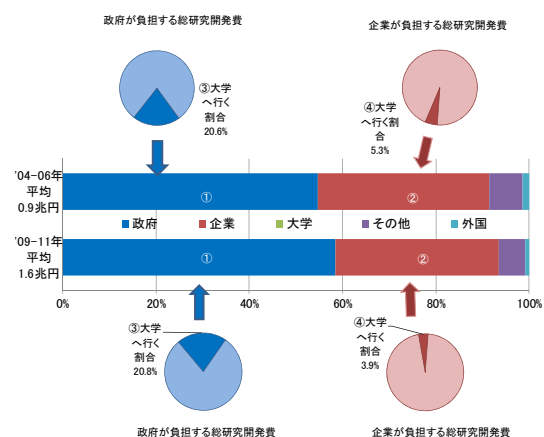 政府が負担する総研究開発費
企業が負担する総研究開発費
③大学
へ行く
割合
20.6%
④大学
へ行く割
合
5.3%
'04-06年
平均
0.9兆円
①
②
政府
企業
大学
その他
外国
'09-11年
平均
1.6兆円
①
②
0%
20%
40%
60%
80%
100%
③大学
へ行く
割合
20.8%
④大学
へ行く
割合
3.9%
政府が負担する総研究開発費
企業が負担する総研究開発費